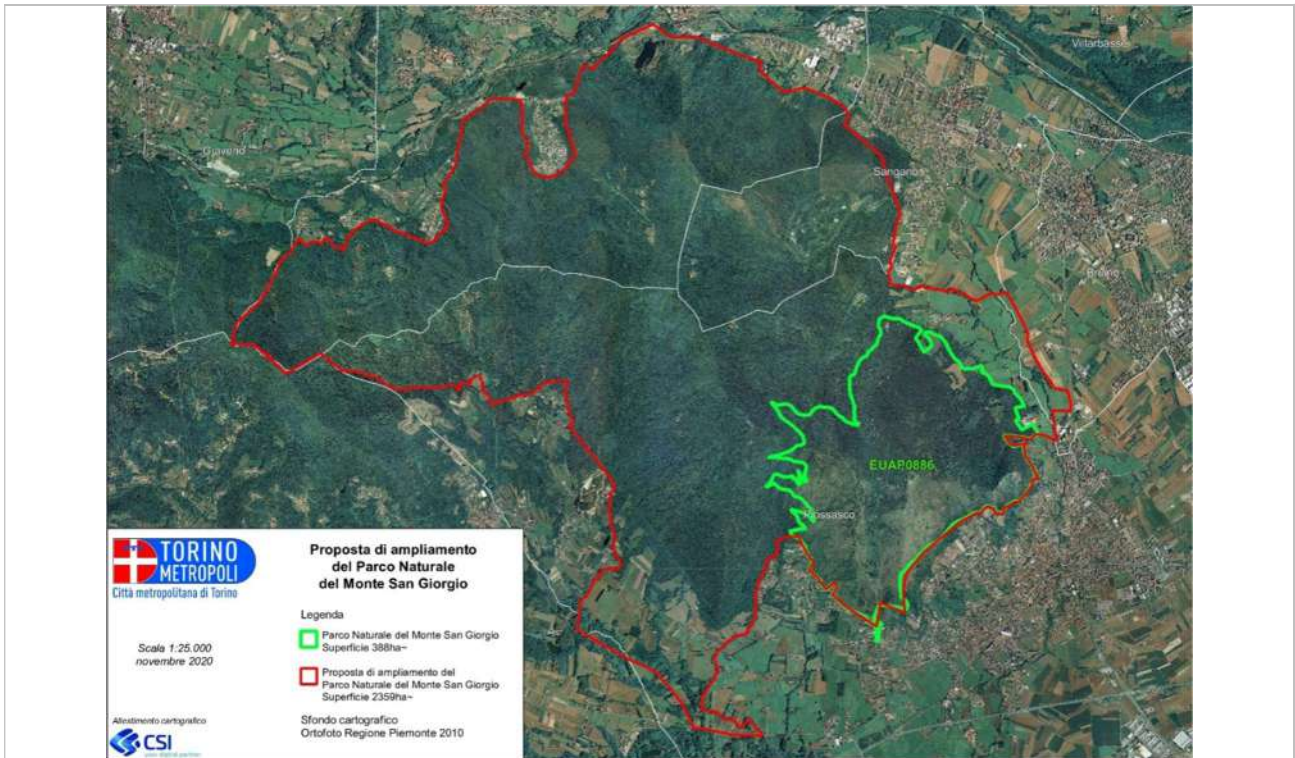 Villarbasse
Giaveno
Sangano
Bruino
EUAP0886
Piossasco
TORINO
METROPOLI
Città metropolitana di Torino
Scala 1:25.000
novembre 2020
Allestimento cartografico
CSI
Proposta di ampliamento
del Parco Naturale
del Monte San Giorgio
Legenda
Parco Naturale del Monte San Giorgio
Superficie 388ha~
Proposta di ampliamento del
Parco Naturale del Monte San Giorgio
Superficie 2359ha~
Sfondo cartografico
Ortofoto Regione Piemonte 2010